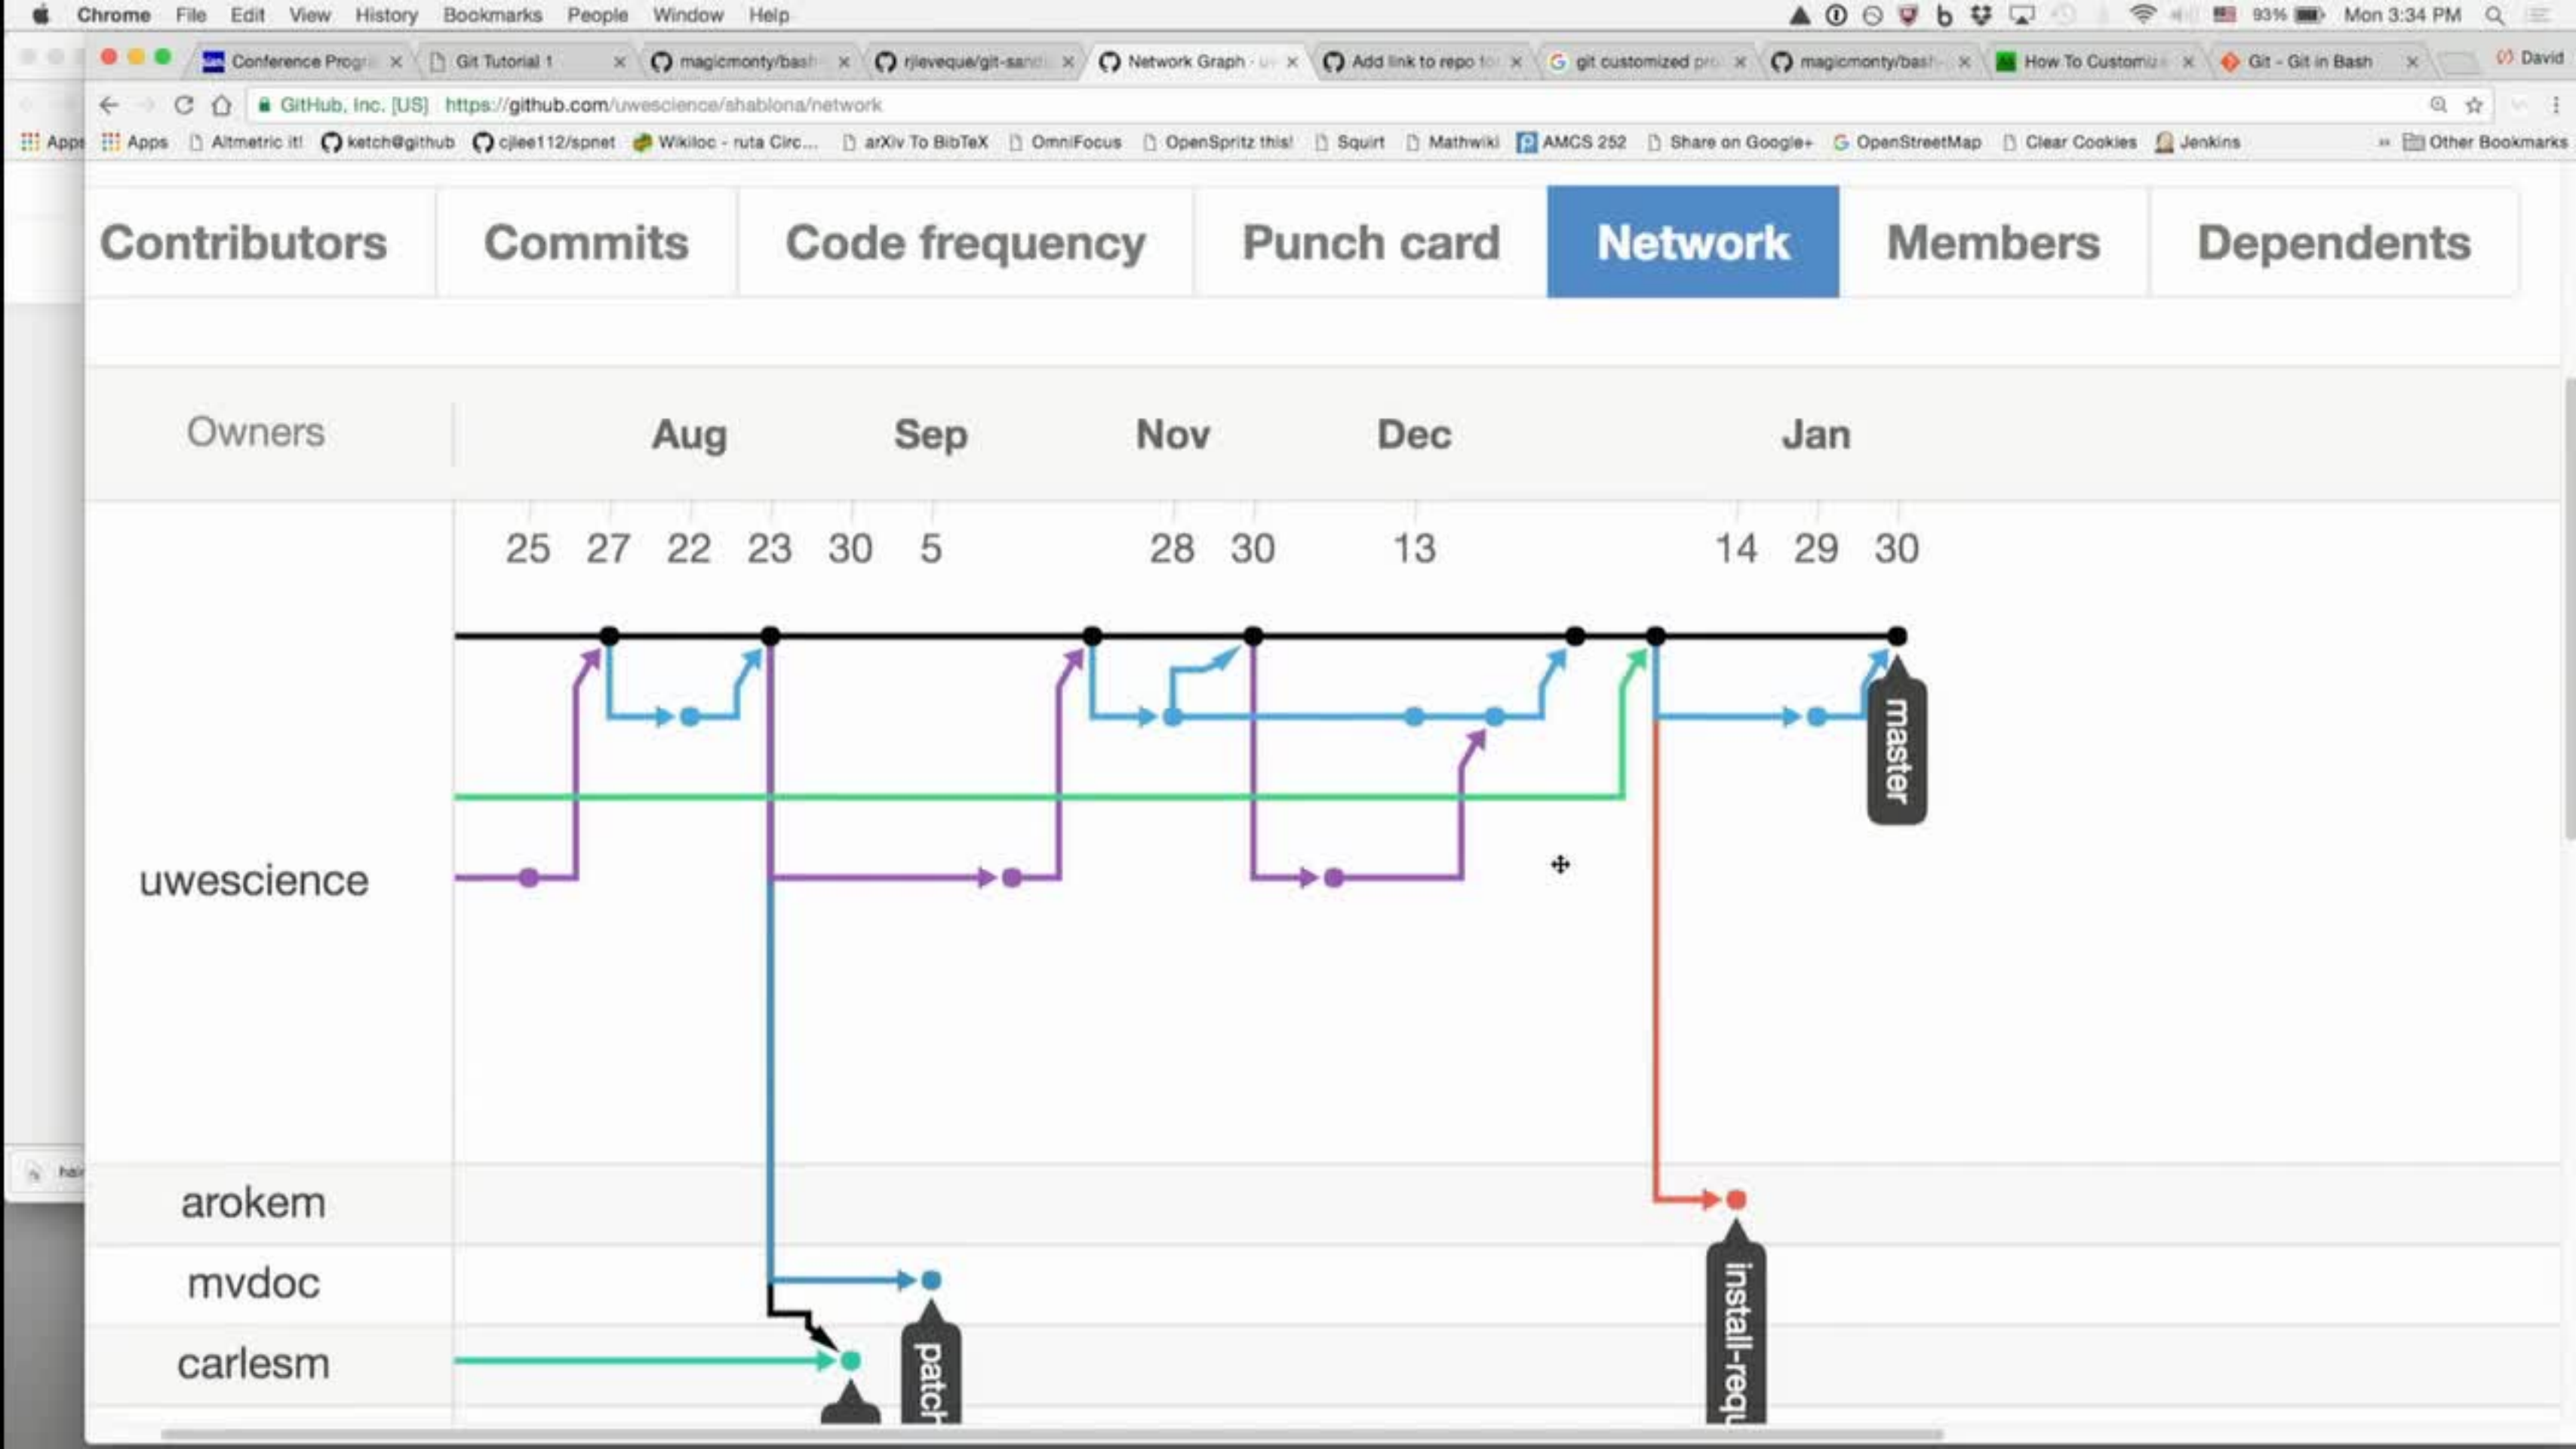 Chrome File Edit View History Bookmarks People Window Help 93% Mon 3:34 PM
Conference Progr Git Tutorial 1 magicmonty/bash rjleveque/git-sand Network Graph · u Add link to repo for git customized pro magicmonty/bash- How To Customiz Git - Git in Bash David
GitHub, Inc. [US] https://github.com/uwescience/shablona/network
Apps Apps Altmetric it! ketch@github cjlee112/spnet Wikiloc - ruta Circ... arXiv To BibTeX OmniFocus OpenSpritz this! Squirt Mathwiki AMCS 252 Share on Google+ OpenStreetMap Clear Cookies Jenkins » Other Bookmarks
Contributors Commits Code frequency Punch card Network Members Dependents
Owners Aug Sep Nov Dec Jan
25 27 22 23 30 5 28 30 13 14 29 30
master
uwescience
hair
arokem
mvdoc
install-requ
carlesm
patch